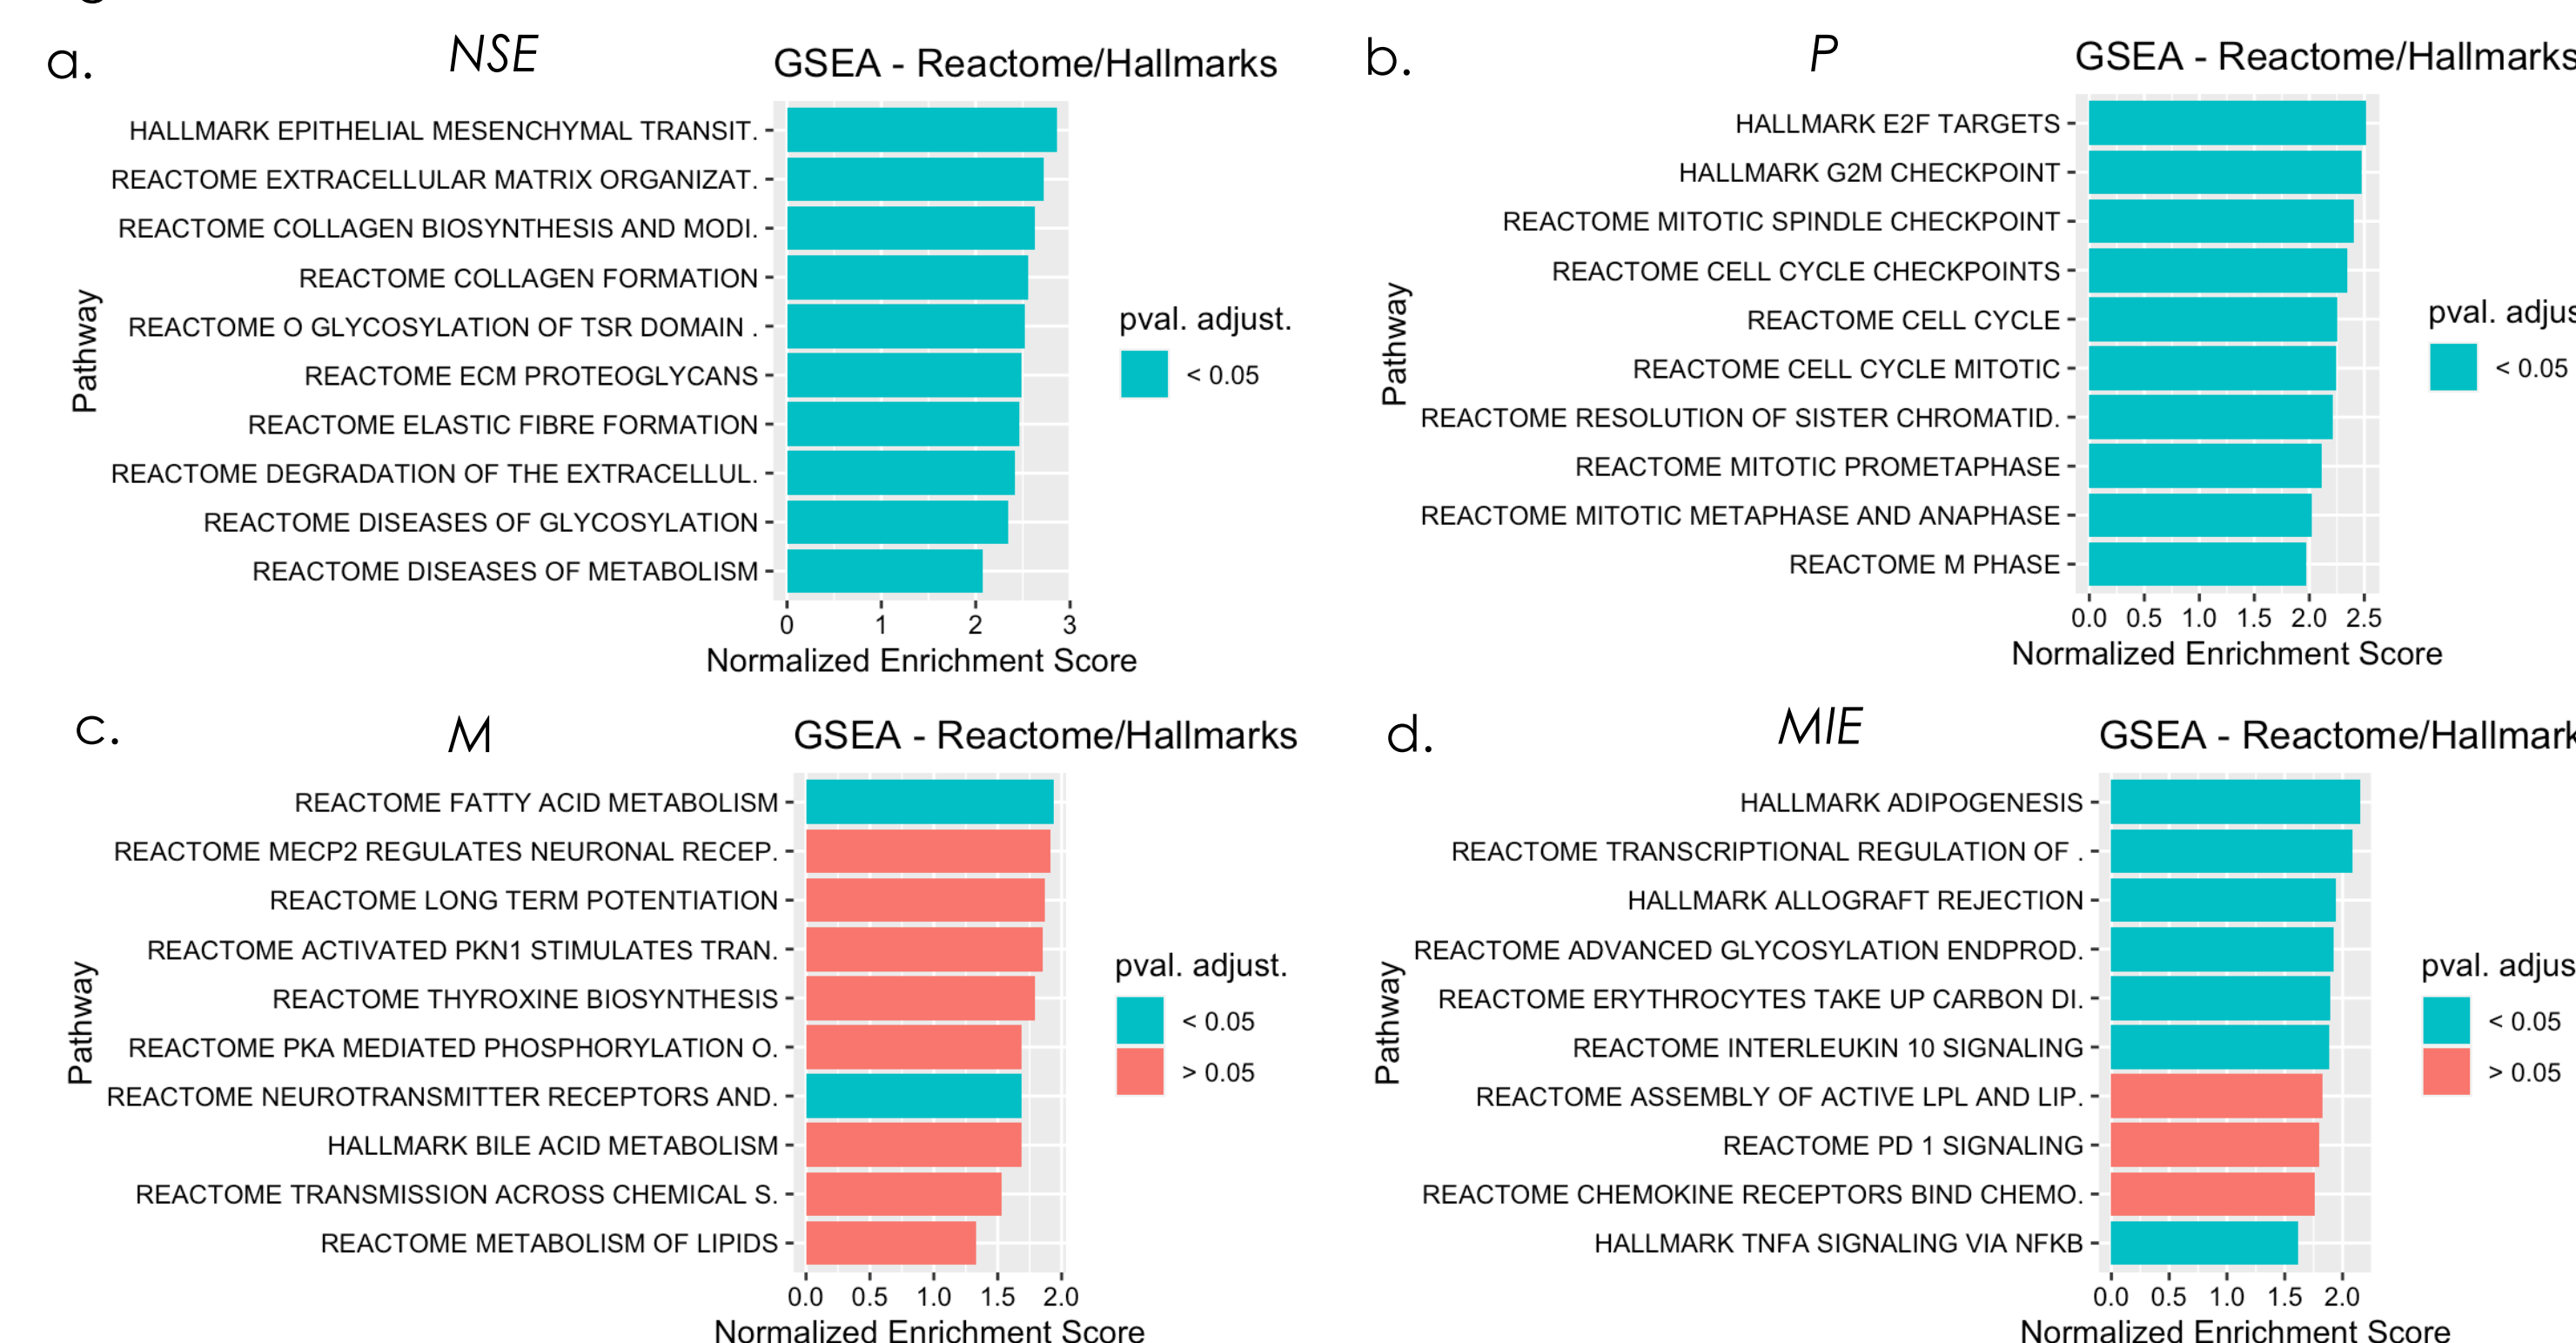 a.
NSE
GSEA - Reactome/Hallmarks
HALLMARK EPITHELIAL MESENCHYMAL TRANSIT.
REACTOME EXTRACELLULAR MATRIX ORGANIZAT.
REACTOME COLLAGEN BIOSYNTHESIS AND MODI.
REACTOME COLLAGEN FORMATION
REACTOME O GLYCOSYLATION OF TSR DOMAIN .
REACTOME ECM PROTEOGLYCANS
REACTOME ELASTIC FIBRE FORMATION
REACTOME DEGRADATION OF THE EXTRACELLUL.
REACTOME DISEASES OF GLYCOSYLATION
REACTOME DISEASES OF METABOLISM
Pathway
0 1 2 3
Normalized Enrichment Score
pval. adjust.
< 0.05
b.
P
GSEA - Reactome/Hallmarks
HALLMARK E2F TARGETS
HALLMARK G2M CHECKPOINT
REACTOME MITOTIC SPINDLE CHECKPOINT
REACTOME CELL CYCLE CHECKPOINTS
REACTOME CELL CYCLE
REACTOME CELL CYCLE MITOTIC
REACTOME RESOLUTION OF SISTER CHROMATID.
REACTOME MITOTIC PROMETAPHASE
REACTOME MITOTIC METAPHASE AND ANAPHASE
REACTOME M PHASE
Pathway
0.0 0.5 1.0 1.5 2.0 2.5
Normalized Enrichment Score
pval. adjus
< 0.05
c.
M
GSEA - Reactome/Hallmarks
REACTOME FATTY ACID METABOLISM
REACTOME MECP2 REGULATES NEURONAL RECEP.
REACTOME LONG TERM POTENTIATION
REACTOME ACTIVATED PKN1 STIMULATES TRAN.
REACTOME THYROXINE BIOSYNTHESIS
REACTOME PKA MEDIATED PHOSPHORYLATION O.
REACTOME NEUROTRANSMITTER RECEPTORS AND.
HALLMARK BILE ACID METABOLISM
REACTOME TRANSMISSION ACROSS CHEMICAL S.
REACTOME METABOLISM OF LIPIDS
Pathway
0.0 0.5 1.0 1.5 2.0
Normalized Enrichment Score
pval. adjust.
< 0.05
> 0.05
d.
MIE
GSEA - Reactome/Hallmark
HALLMARK ADIPOGENESIS
REACTOME TRANSCRIPTIONAL REGULATION OF .
HALLMARK ALLOGRAFT REJECTION
REACTOME ADVANCED GLYCOSYLATION ENDPROD.
REACTOME ERYTHROCYTES TAKE UP CARBON DI.
REACTOME INTERLEUKIN 10 SIGNALING
REACTOME ASSEMBLY OF ACTIVE LPL AND LIP.
REACTOME PD 1 SIGNALING
REACTOME CHEMOKINE RECEPTORS BIND CHEMO.
HALLMARK TNFA SIGNALING VIA NFKB
Pathway
0.0 0.5 1.0 1.5 2.0
Normalized Enrichment Score
pval. adjus
< 0.05
> 0.05